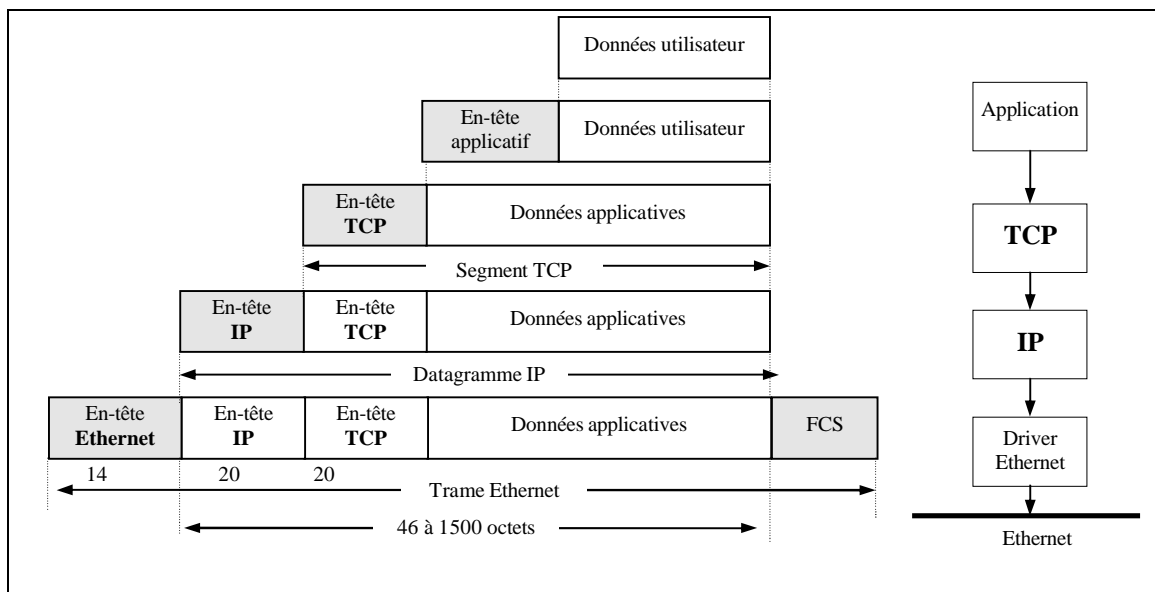 Données utilisateur
En-tête
applicatif
Données utilisateur
En-tête
TCP
Données applicatives
Segment TCP
En-tête
IP
En-tête
TCP
Données applicatives
Datagramme IP
En-tête
Ethernet
En-tête
IP
En-tête
TCP
Données applicatives
FCS
14
20
20
Trame Ethernet
46 à 1500 octets
Application
TCP
IP
Driver
Ethernet
Ethernet